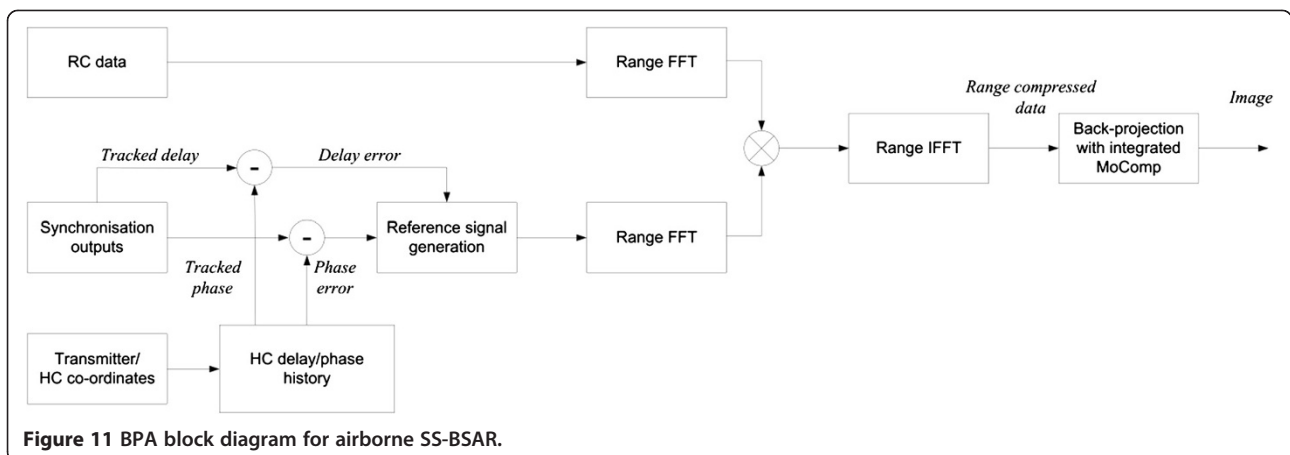 RC data
Range FFT
Range compressed
data
Image
Tracked delay
-
Delay error
Range IFFT
Back-projection
with integrated
MoComp
Synchronisation
outputs
-
Reference signal
generation
Range FFT
Tracked
phase
Phase
error
Transmitter/
HC co-ordinates
HC delay/phase
history
Figure 11 BPA block diagram for airborne SS-BSAR.